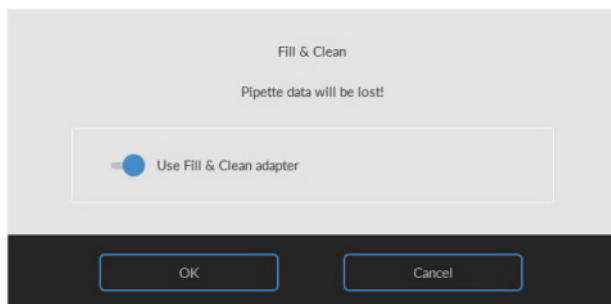 Fill & Clean
Pipette data will be lost!
Use Fill & Clean adapter
OK
Cancel